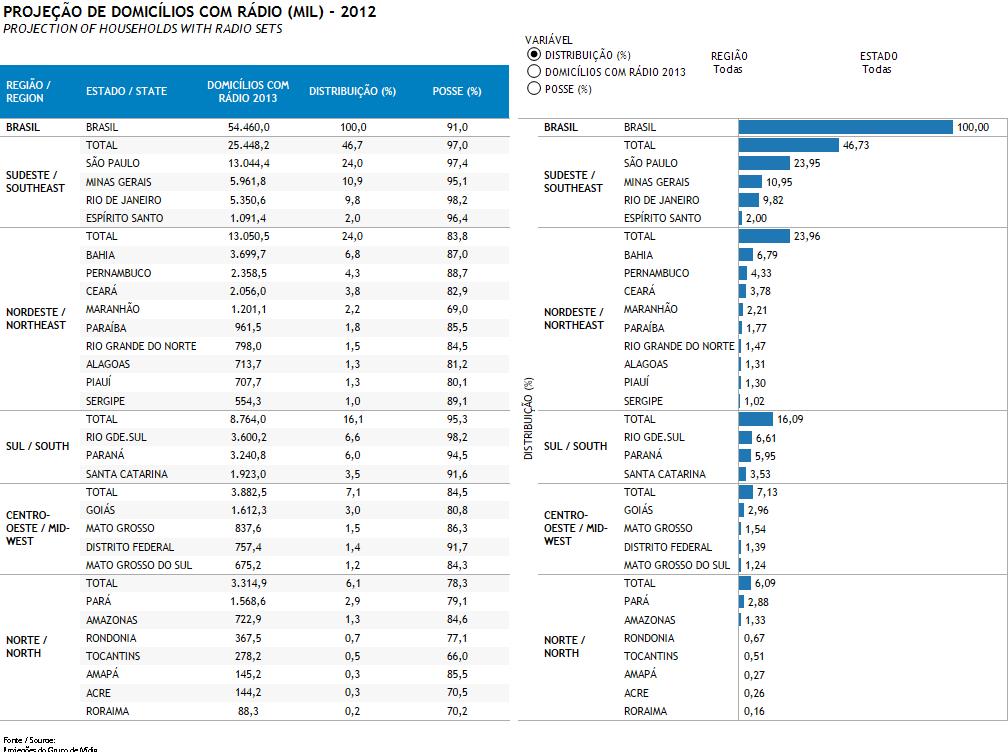 PROJEÇÃO DE DOMICÍLIOS COM RÁDIO (MIL) - 2012
PROJECTION OF HOUSEHOLDS WITH RADIO SETS
REGIÃO / REGION ESTADO / STATE DOMICÍLIOS COM RÁDIO 2013 DISTRIBUIÇÃO (%) POSSE (%)
BRASIL BRASIL 54.460,0 100,0 91,0
SUDESTE / SOUTHEAST
TOTAL 25.448,2 46,7 97,0
SÃO PAULO 13.044,4 24,0 97,4
MINAS GERAIS 5.961,8 10,9 95,1
RIO DE JANEIRO 5.350,6 9,8 98,2
ESPÍRITO SANTO 1.091,4 2,0 96,4
NORDESTE / NORTHEAST
TOTAL 13.050,5 24,0 83,8
BAHIA 3.699,7 6,8 87,0
PERNAMBUCO 2.358,5 4,3 88,7
CEARÁ 2.056,0 3,8 82,9
MARANHÃO 1.201,1 2,2 69,0
PARAÍBA 961,5 1,8 85,5
RIO GRANDE DO NORTE 798,0 1,5 84,5
ALAGOAS 713,7 1,3 81,2
PIAUÍ 707,7 1,3 80,1
SERGIPE 554,3 1,0 89,1
SUL / SOUTH
TOTAL 8.764,0 16,1 95,3
RIO GDE.SUL 3.600,2 6,6 98,2
PARANÁ 3.240,8 6,0 94,5
SANTA CATARINA 1.923,0 3,5 91,6
CENTRO-OESTE / MID-WEST
TOTAL 3.882,5 7,1 84,5
GOIÁS 1.612,3 3,0 80,8
MATO GROSSO 837,6 1,5 86,3
DISTRITO FEDERAL 757,4 1,4 91,7
MATO GROSSO DO SUL 675,2 1,2 84,3
NORTE / NORTH
TOTAL 3.314,9 6,1 78,3
PARÁ 1.568,6 2,9 79,1
AMAZONAS 722,9 1,3 84,6
RONDONIA 367,5 0,7 77,1
TOCANTINS 278,2 0,5 66,0
AMAPÁ 145,2 0,3 85,5
ACRE 144,2 0,3 70,5
RORAIMA 88,3 0,2 70,2
Fonte / Source:
Projeções do Grupo de Mídia
VARIÁVEL
DISTRIBUIÇÃO (%)
DOMICÍLIOS COM RÁDIO 2013
POSSE (%)
REGIÃO
Todas
ESTADO
Todas
DISTRIBUIÇÃO (%)
BRASIL BRASIL 100,00
SUDESTE / SOUTHEAST
TOTAL 46,73
SÃO PAULO 23,95
MINAS GERAIS 10,95
RIO DE JANEIRO 9,82
ESPÍRITO SANTO 2,00
NORDESTE / NORTHEAST
TOTAL 23,96
BAHIA 6,79
PERNAMBUCO 4,33
CEARÁ 3,78
MARANHÃO 2,21
PARAÍBA 1,77
RIO GRANDE DO NORTE 1,47
ALAGOAS 1,31
PIAUÍ 1,30
SERGIPE 1,02
SUL / SOUTH
TOTAL 16,09
RIO GDE.SUL 6,61
PARANÁ 5,95
SANTA CATARINA 3,53
CENTRO-OESTE / MID-WEST
TOTAL 7,13
GOIÁS 2,96
MATO GROSSO 1,54
DISTRITO FEDERAL 1,39
MATO GROSSO DO SUL 1,24
NORTE / NORTH
TOTAL 6,09
PARÁ 2,88
AMAZONAS 1,33
RONDONIA 0,67
TOCANTINS 0,51
AMAPÁ 0,27
ACRE 0,26
RORAIMA 0,16